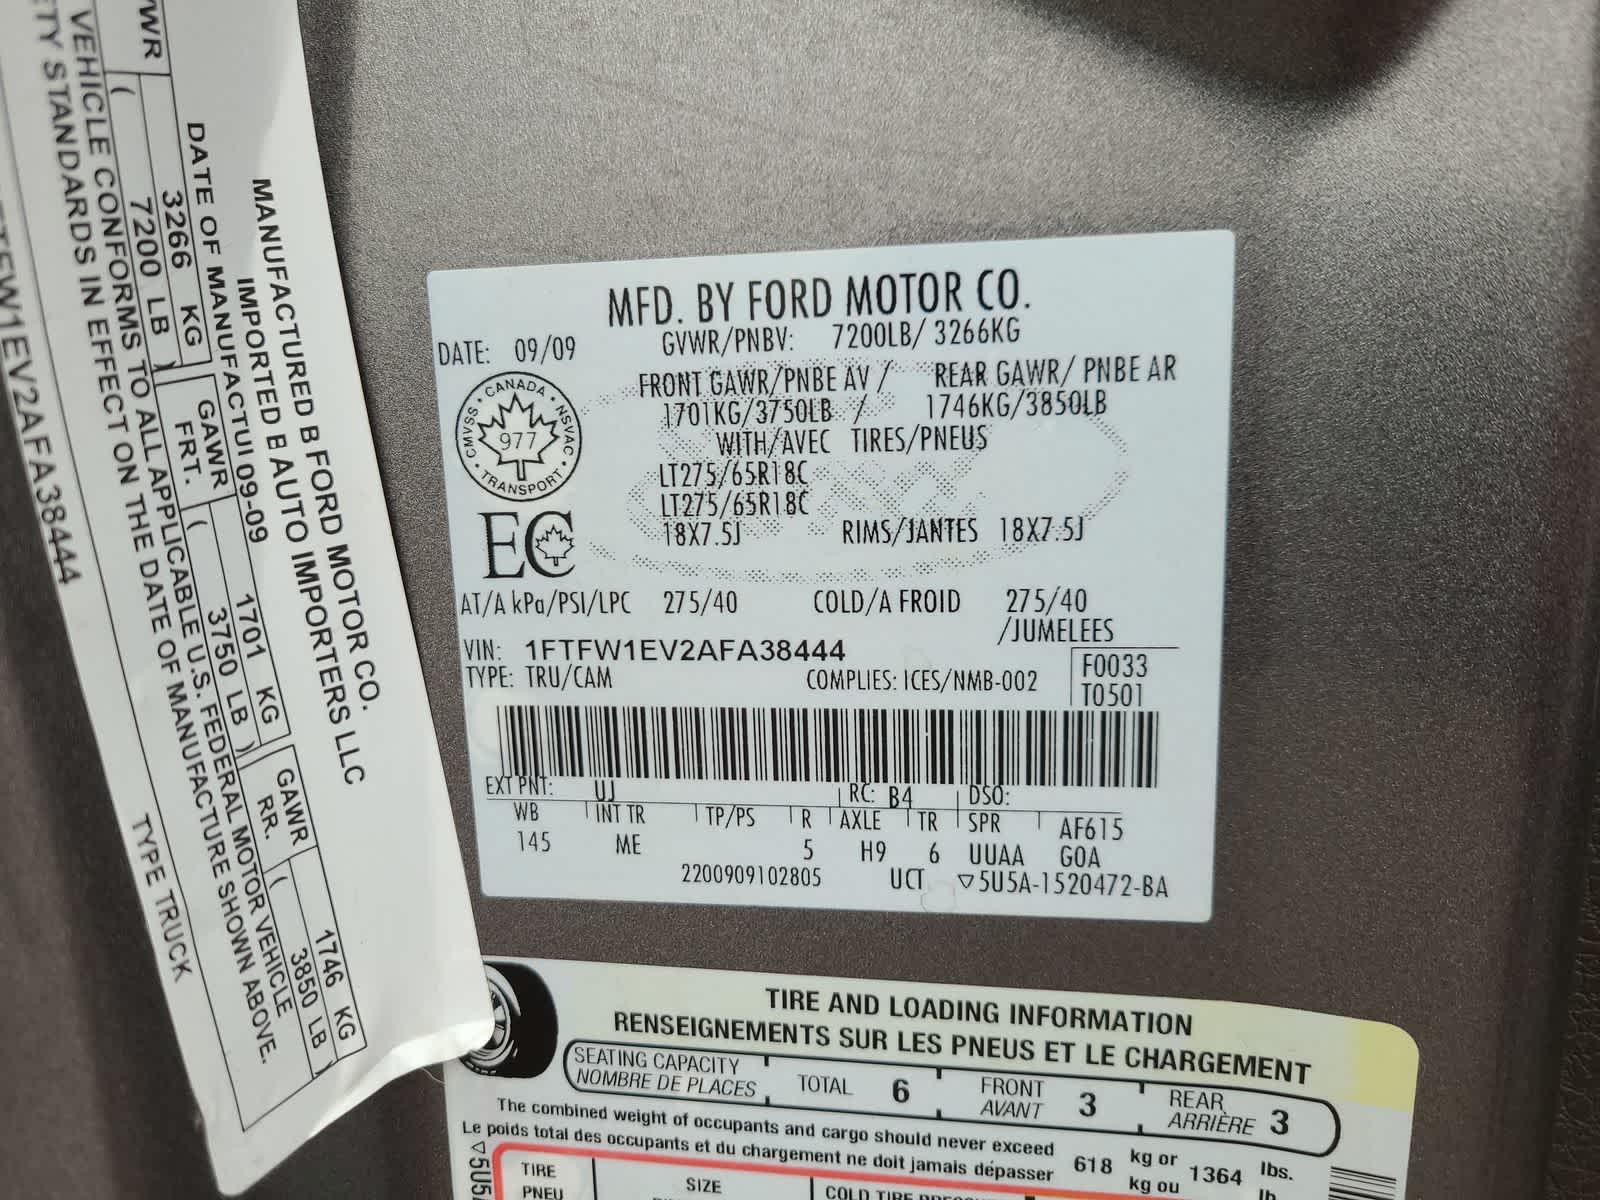 MANUFACTURED B FORD MOTOR CO.
IMPORTED B AUTO IMPORTERS LLC
DATE OF MANUFACTUI 09-09
VWR 3266 KG GAWR 1701 KG GAWR 1746 KG
( 7200 LB ) FRT. ( 3750 LB ) RR. ( 3850 LB )
VEHICLE CONFORMS TO ALL APPLICABLE U.S. FEDERAL MOTOR VEHICLE
ETY STANDARDS IN EFFECT ON THE DATE OF MANUFACTURE SHOWN ABOVE.
TFW1EV2AFA38444 TYPE TRUCK
MFD. BY FORD MOTOR CO.
DATE: 09/09 GVWR/PNBV: 7200LB/ 3266KG
FRONT GAWR/PNBE AV / REAR GAWR/ PNBE AR
1701KG/3750LB / 1746KG/3850LB
WITH/AVEC TIRES/PNEUS
LT275/65R18C
LT275/65R18C
18X7.5J RIMS/JANTES 18X7.5J
CANADA
CMVSS 977 NSVAC
TRANSPORT
EC
AT/A kPa/PSI/LPC 275/40 COLD/A FROID 275/40
/JUMELEES
VIN: 1FTFW1EV2AFA38444 F0033
TYPE: TRU/CAM COMPLIES: ICES/NMB-002 T0501
EXT PNT: UJ RC: B4 DSO:
WB INT TR TP/PS R AXLE TR SPR AF615
145 ME 5 H9 6 UUAA GOA
2200909102805 UCT ▽5U5A-1520472-BA
TIRE AND LOADING INFORMATION
RENSEIGNEMENTS SUR LES PNEUS ET LE CHARGEMENT
SEATING CAPACITY
NOMBRE DE PLACES
TOTAL 6 FRONT
AVANT 3 REAR
ARRIÈRE 3
The combined weight of occupants and cargo should never exceed
Le poids total des occupants et du chargement ne doit jamais dépasser
618 kg or
kg ou 1364 lbs.
lb
▽5U5
TIRE
PNEU
SIZE
COLD TIRE